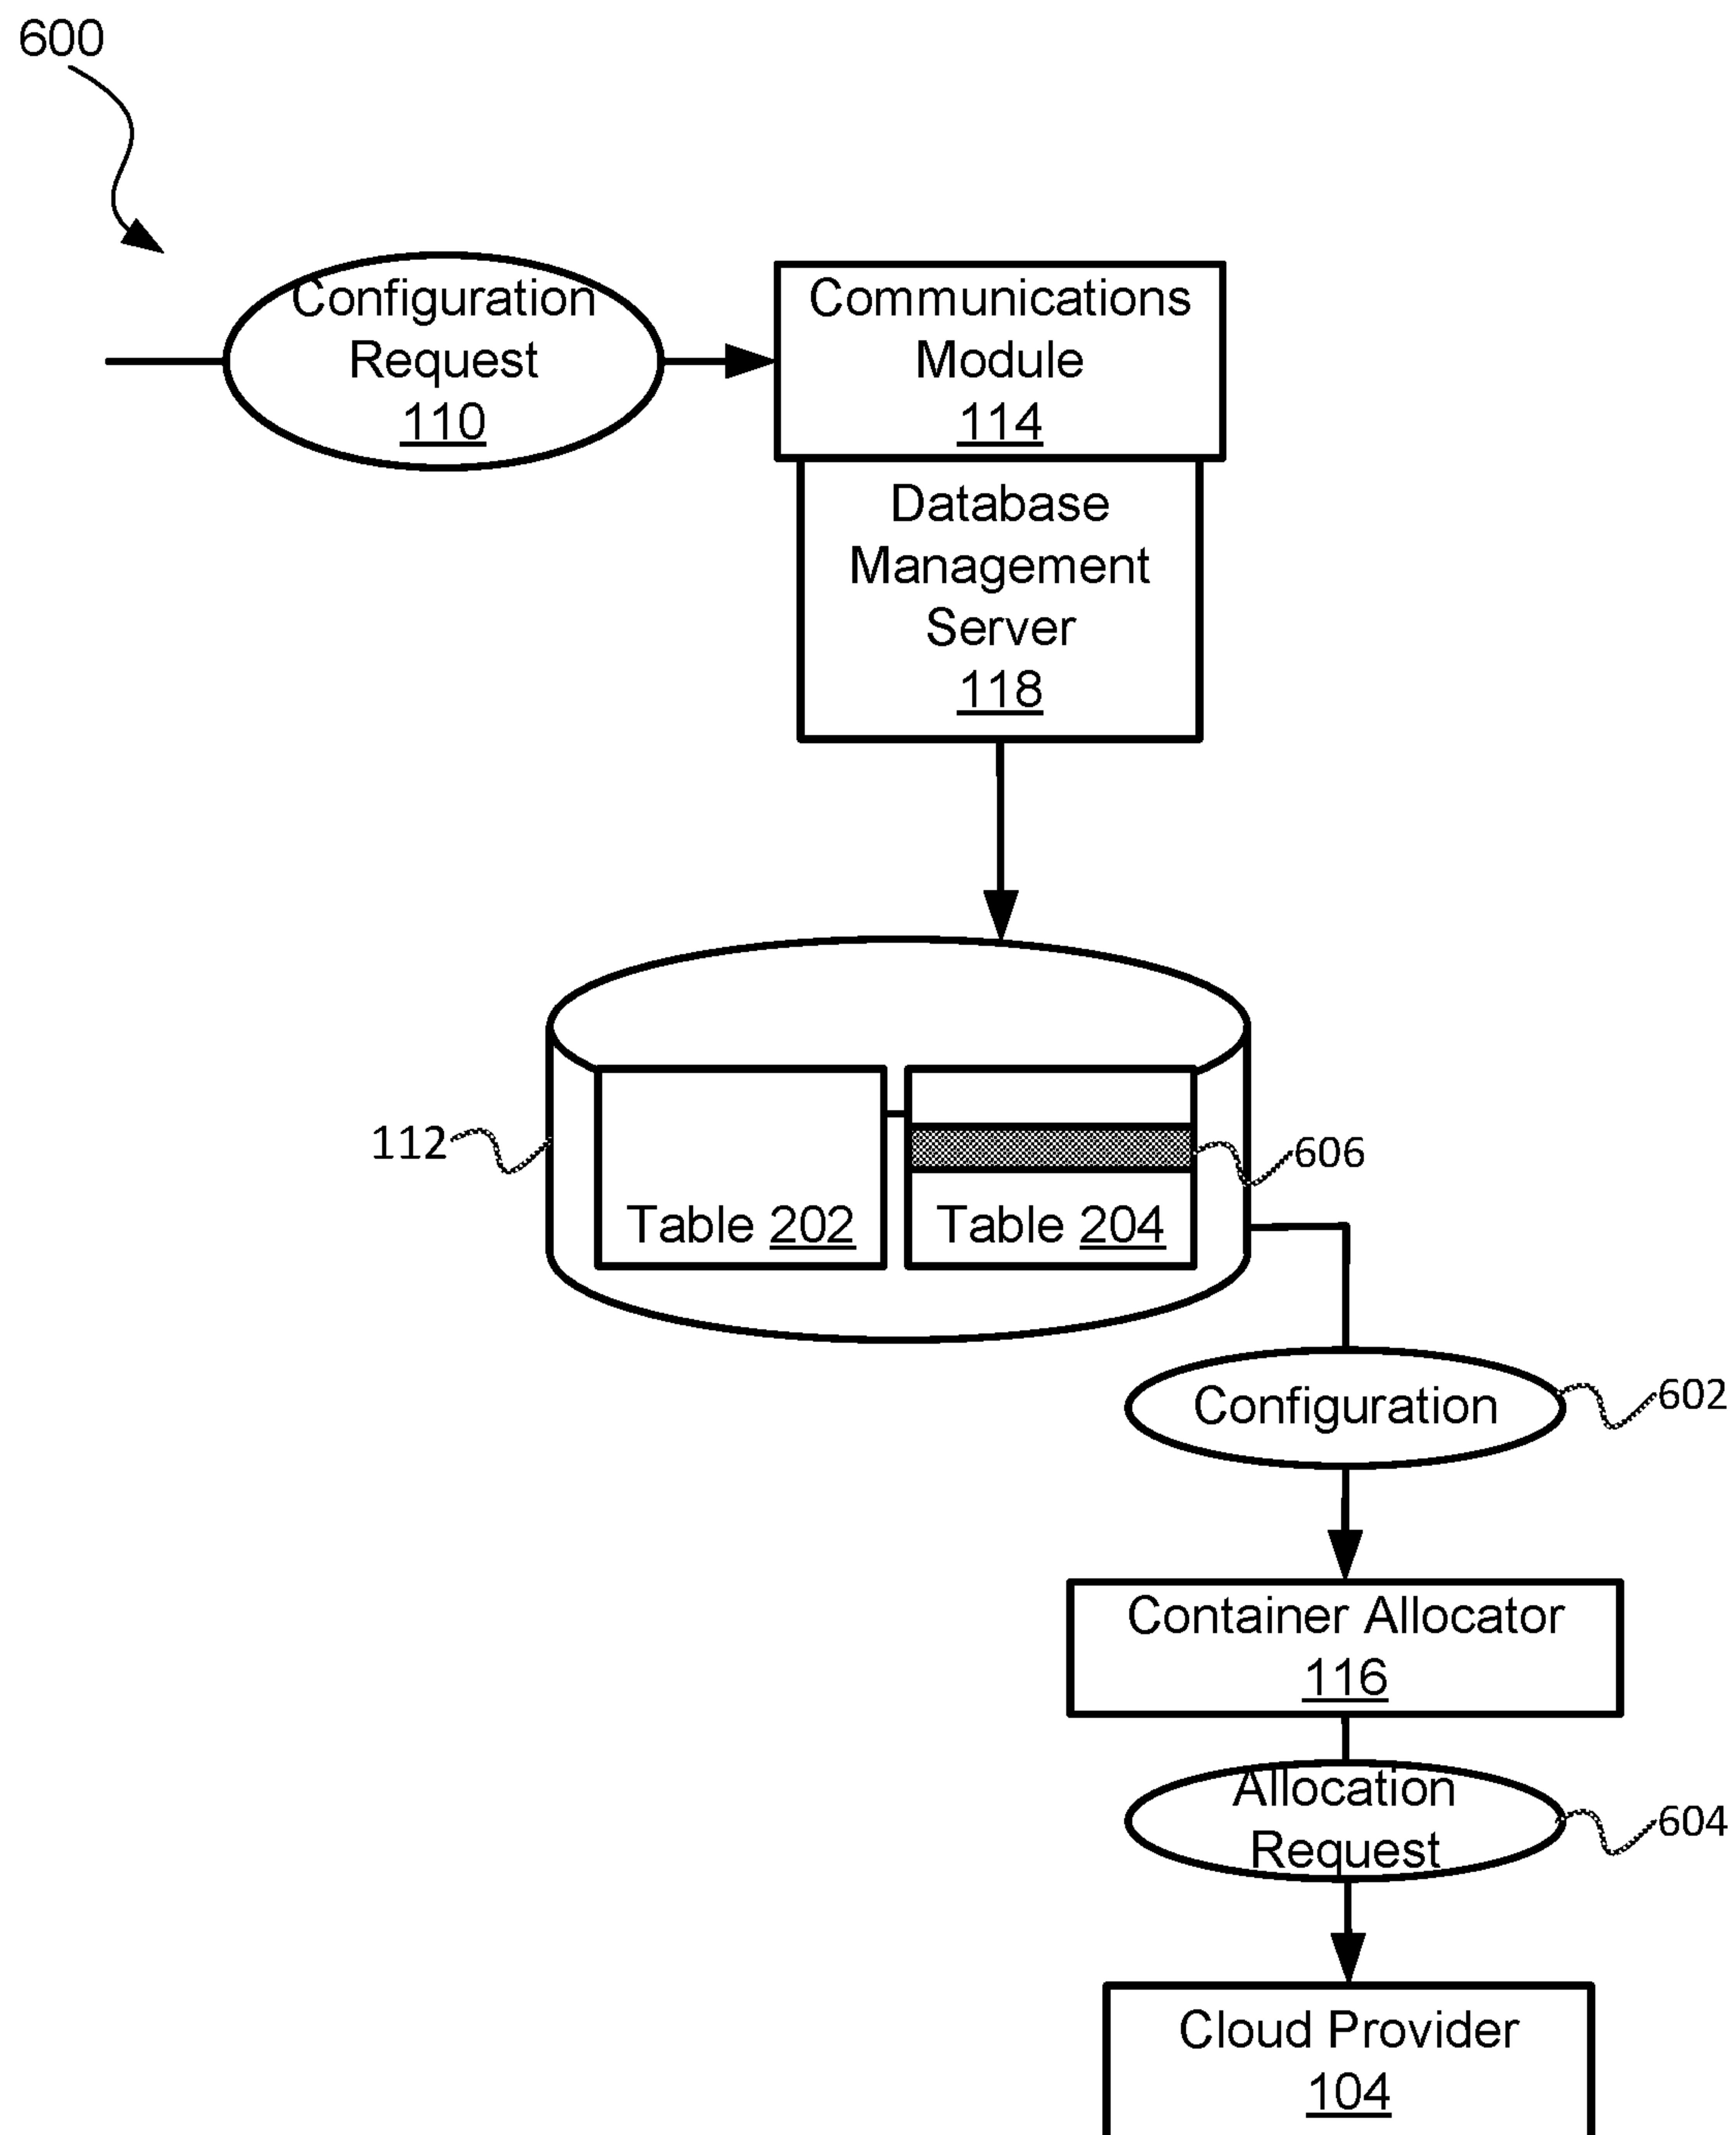 600
Configuration
Request
110
Communications
Module
114
Database
Management
Server
118
112
606
Table 202
Table 204
Configuration
602
Container Allocator
116
Allocation
Request
604
Cloud Provider
104